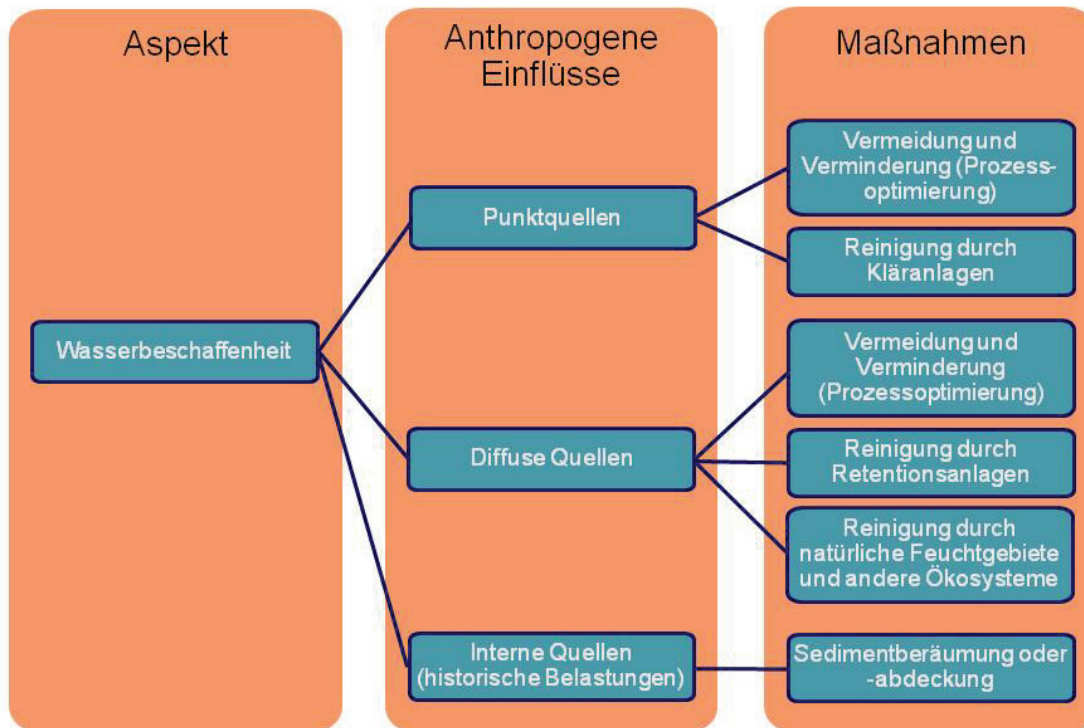 Aspekt
Anthropogene
Einflüsse
Maßnahmen
Wasserbeschaffenheit
Punktquellen
Diffuse Quellen
Interne Quellen
(historische Belastungen)
Vermeidung und
Verminderung (Prozess-
optimierung)
Reinigung durch
Kläranlagen
Vermeidung und
Verminderung
(Prozessoptimierung)
Reinigung durch
Retentionsanlagen
Reinigung durch
natürliche Feuchtgebiete
und andere Ökosysteme
Sedimentberäumung oder
-abdeckung